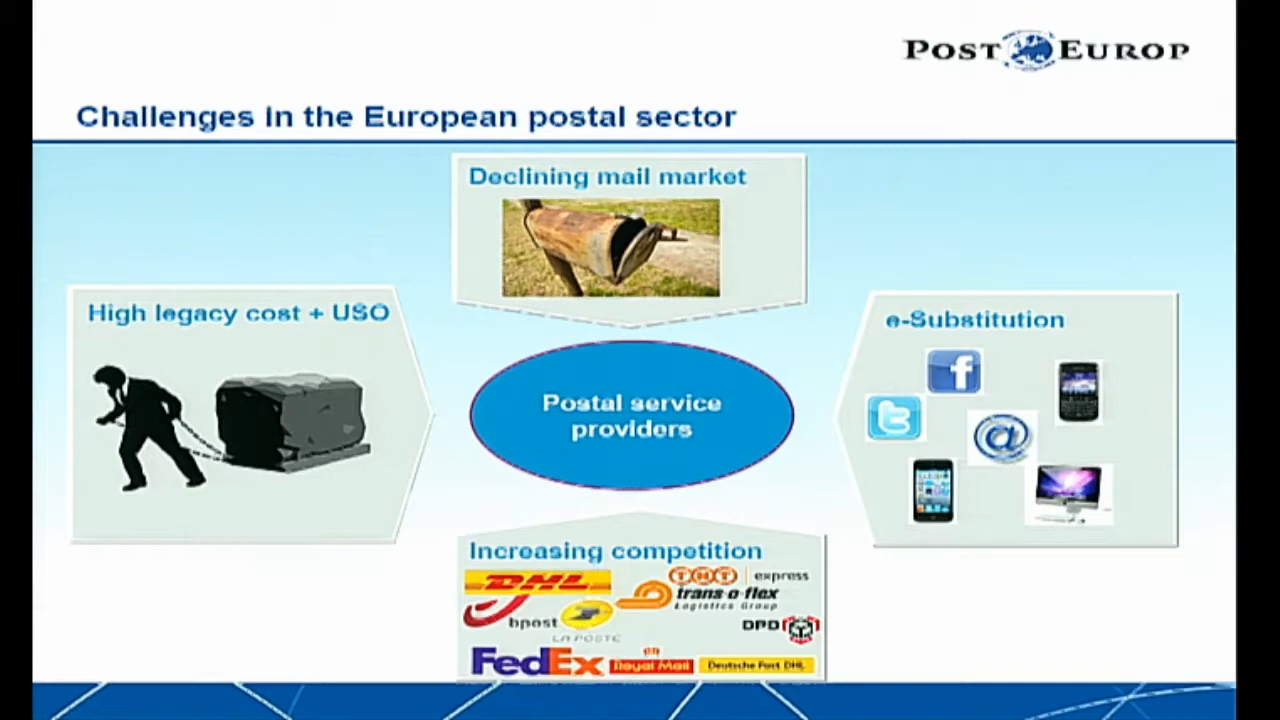 POST EUROP
Challenges in the European postal sector
Declining mail market
High legacy cost + USO
e-Substitution
Postal service
providers
Increasing competition
DHL
TNT express
trans-o-flex
Logistics Group
bpost
LA POSTE
DPD
FedEx
Royal Mail
Deutsche Post DHL